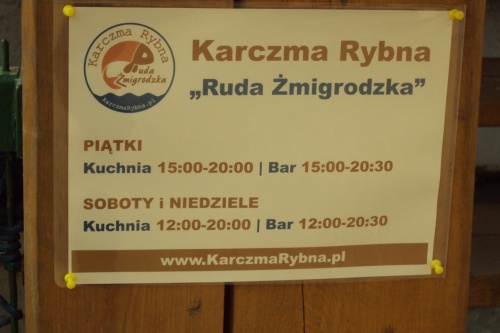 Karczma Rybna
Ruda
Żmigrodzka
KarczmaRybna.pl
Karczma Rybna
„Ruda Żmigrodzka”
PIĄTKI
Kuchnia 15:00-20:00 | Bar 15:00-20:30
SOBOTY i NIEDZIELE
Kuchnia 12:00-20:00 | Bar 12:00-20:30
www.KarczmaRybna.pl